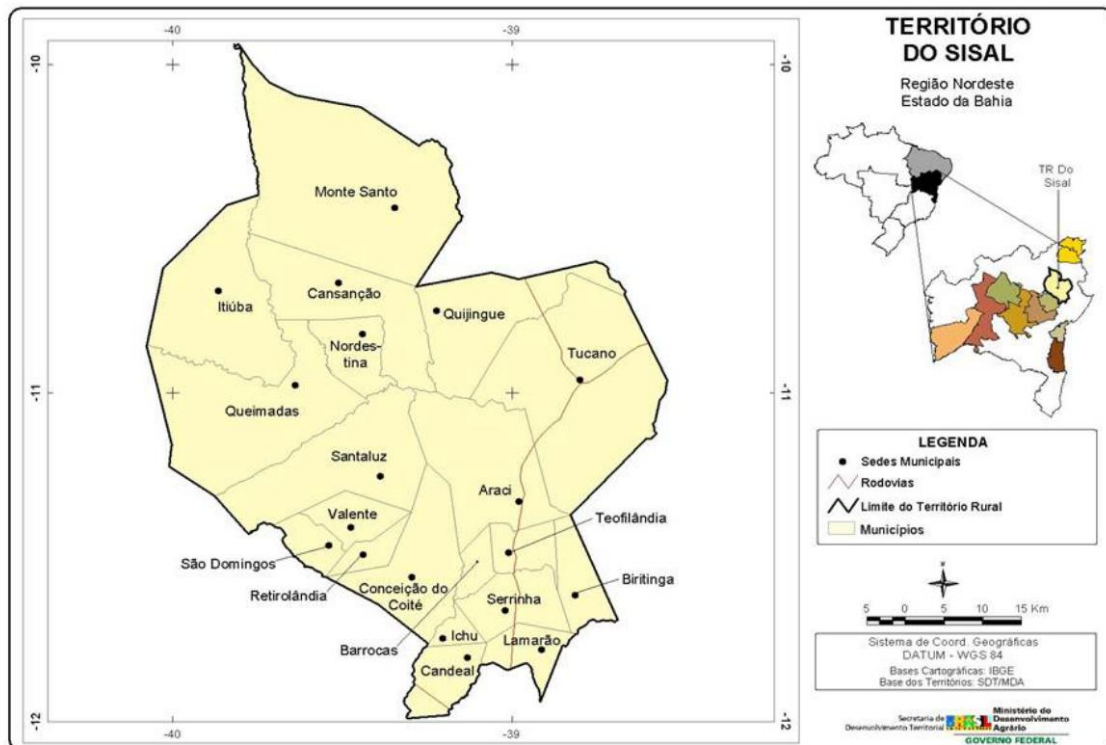 TERRITÓRIO
DO SISAL
Região Nordeste
Estado da Bahia
TR Do
Sisal
-40
-39
-10
-10
Monte Santo
Itiúba
Cansanção
Quijingue
Nordes-
tina
Tucano
-11
-11
Queimadas
Santaluz
Araci
Valente
Teofilândia
São Domingos
Retirolândia
Conceição do
Coité
Biritinga
Serrinha
Barrocas
Ichu
Lamarão
Candeal
-12
-12
-40
-39
LEGENDA
Sedes Municipais
Rodovias
Limite do Território Rural
Municípios
N
5 0 5 10 15 Km
Sistema de Coord. Geográficas
DATUM - WGS 84
Bases Cartográficas: IBGE
Base dos Territórios: SDT/MDA
Secretaria de
Desenvolvimento Territorial
BRASIL
Ministério do
Desenvolvimento
Agrário
GOVERNO FEDERAL